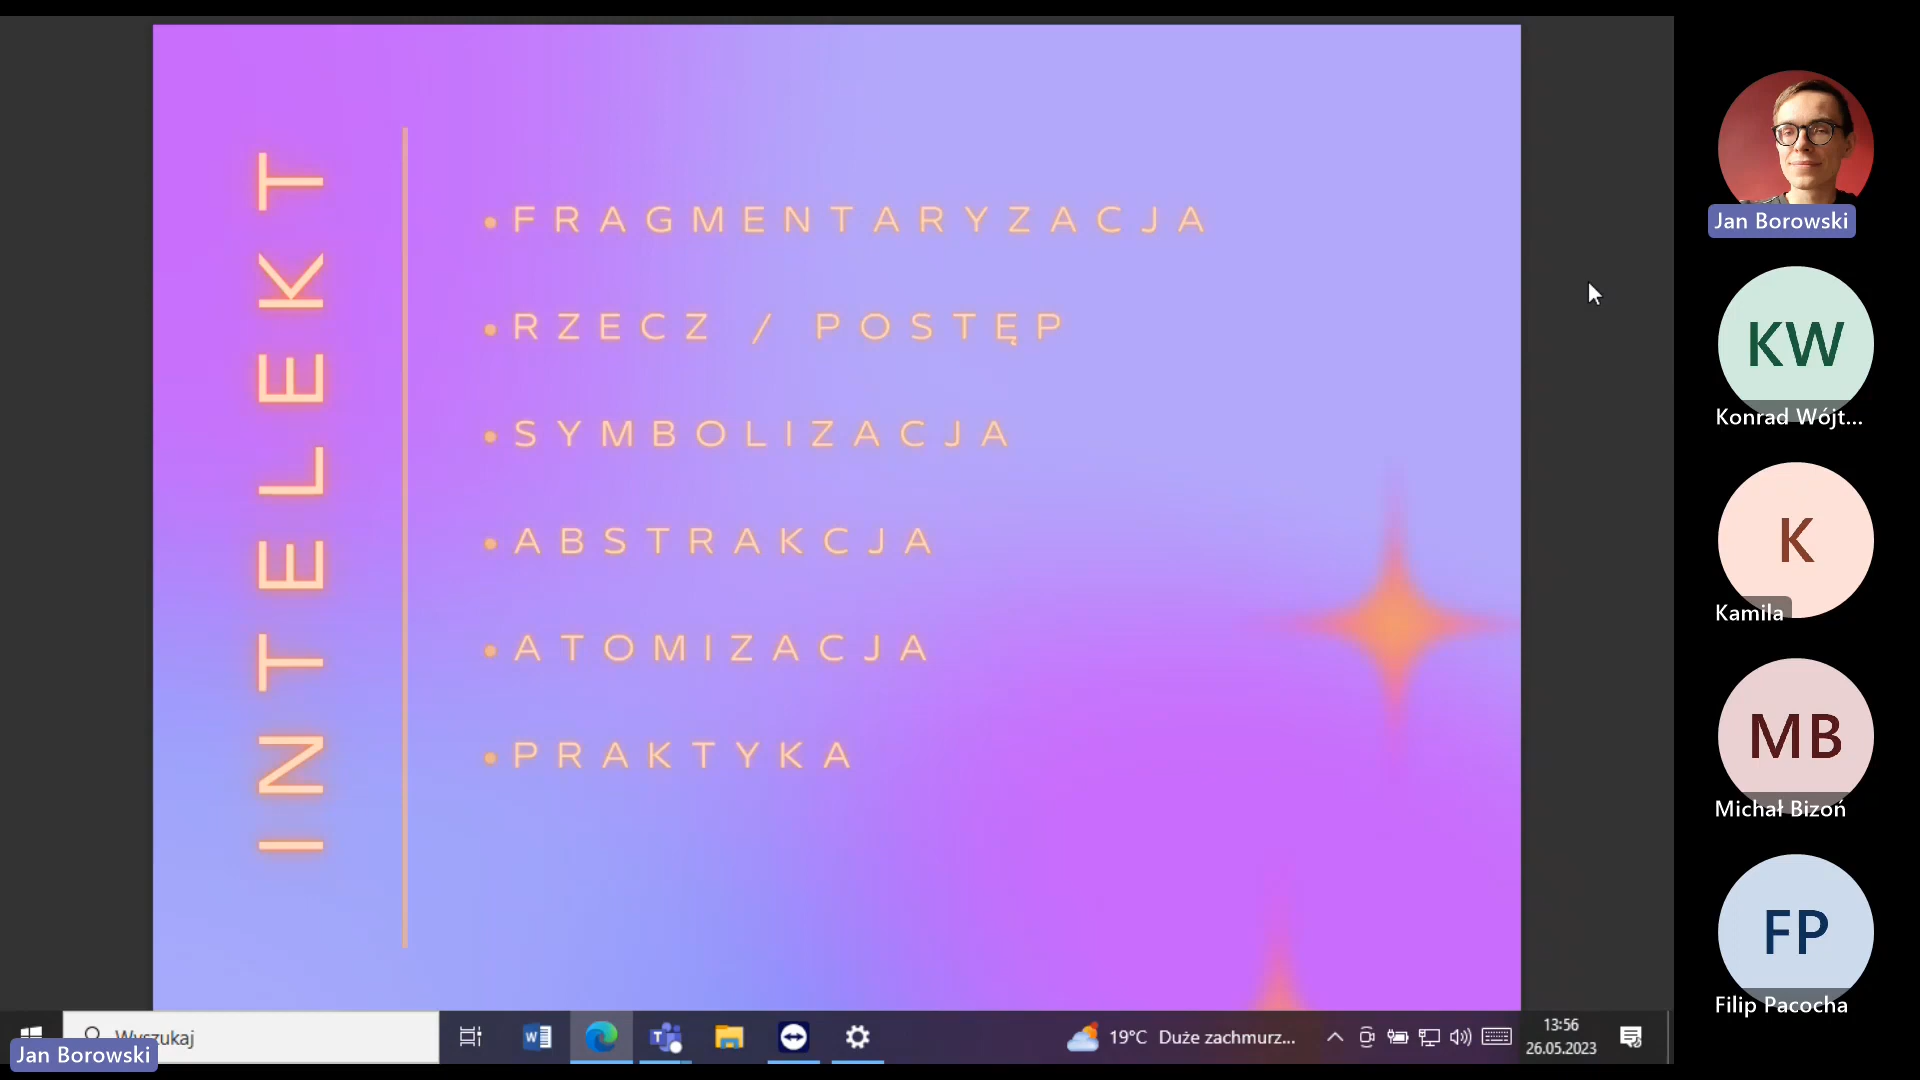 INTELEKT
• FRAGMENTARYZACJA
• RZECZ / POSTĘP
• SYMBOLIZACJA
• ABSTRAKCJA
• ATOMIZACJA
• PRAKTYKA
Jan Borowski
KW
Konrad Wójt...
K
Kamila
MB
Michał Bizoń
FP
Filip Pacocha
Wyszukaj
19°C Duże zachmurz...
13:56
26.05.2023
Jan Borowski